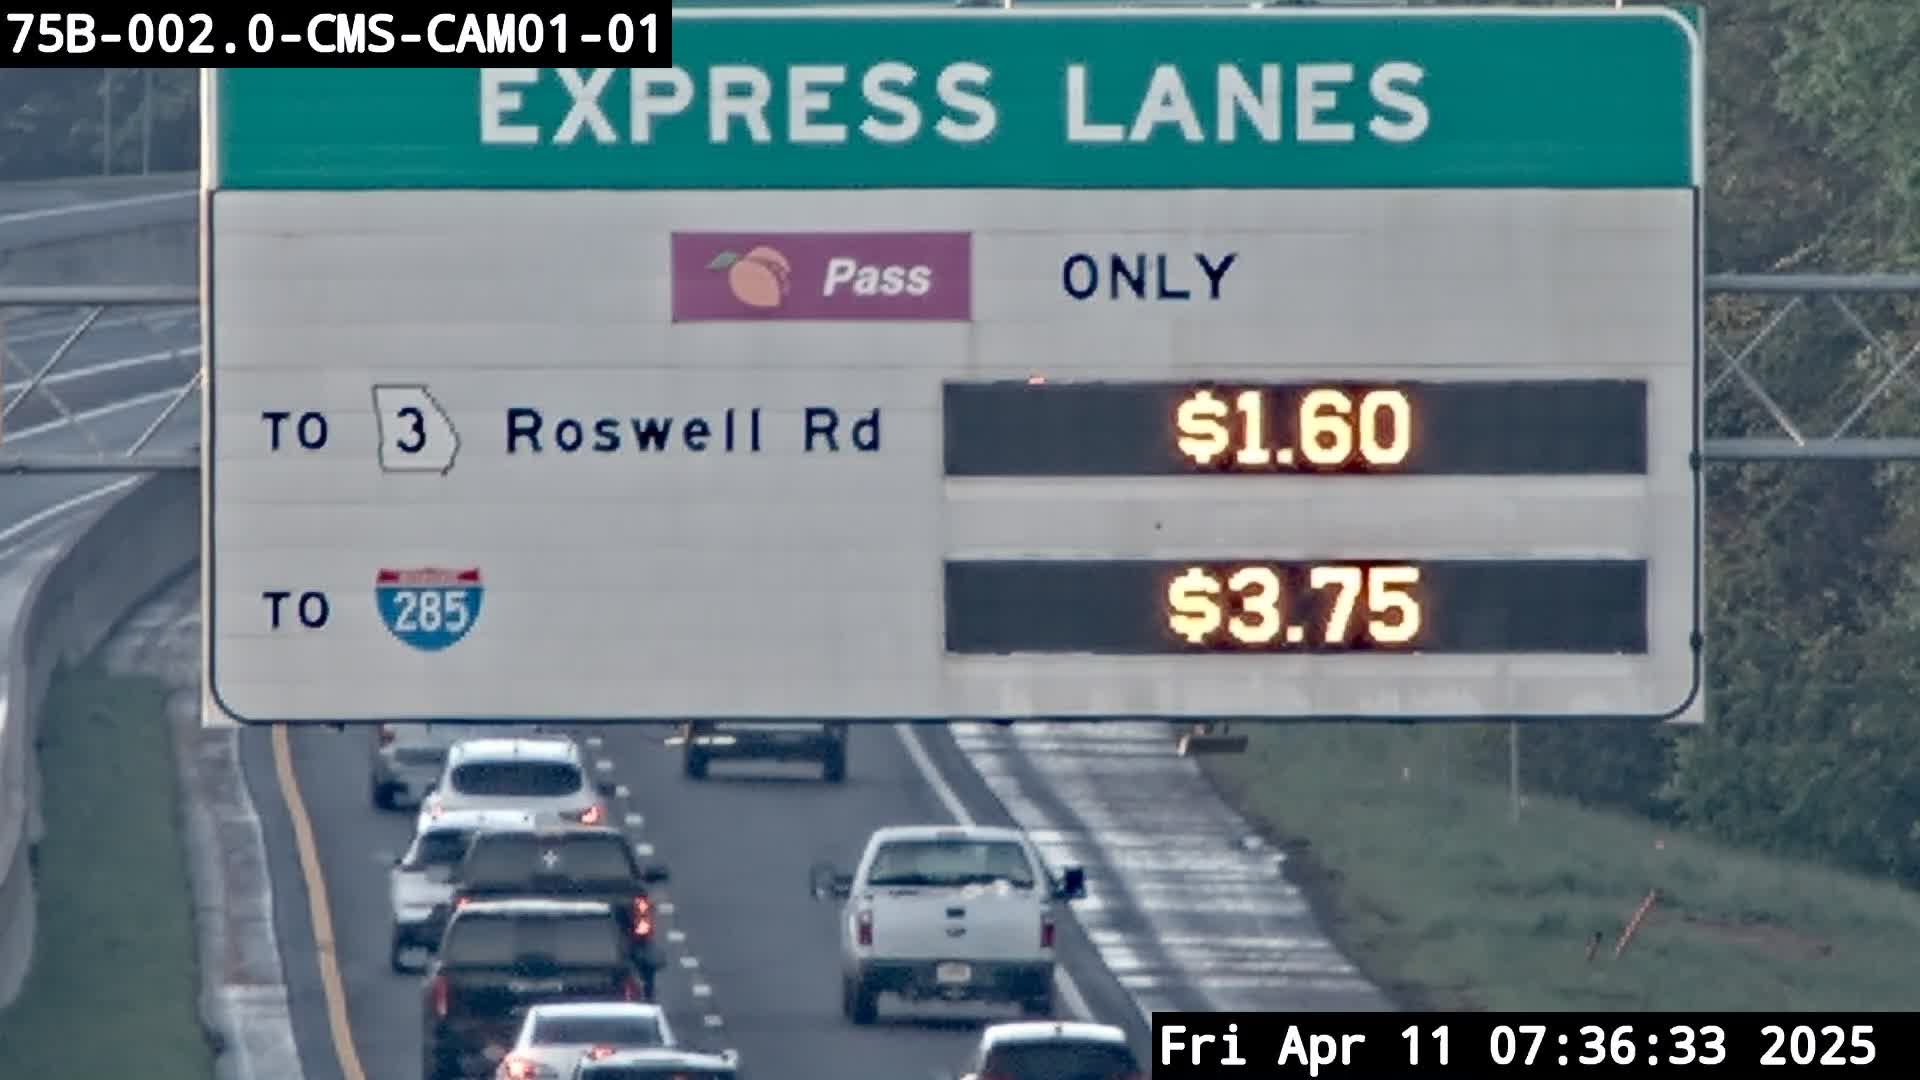 75B-002.0-CMS-CAM01-01
EXPRESS LANES
Pass ONLY
TO 3 Roswell Rd $1.60
TO 285 $3.75
Fri Apr 11 07:36:33 2025